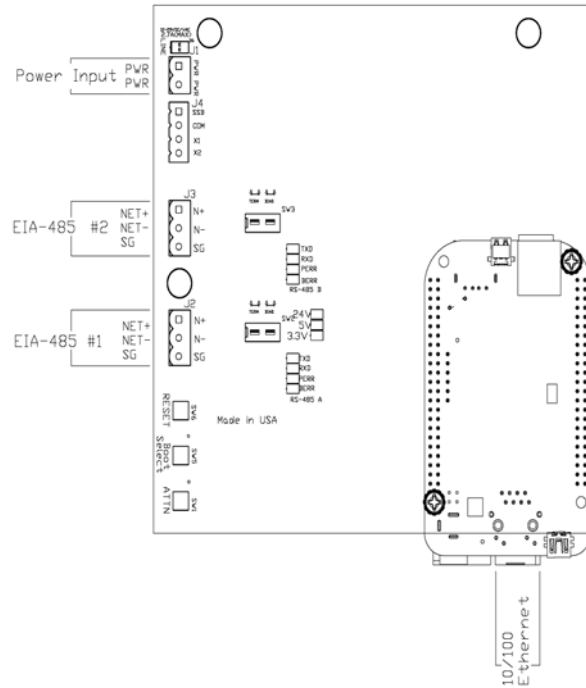 J1
Power Input
PWR
PWR
PWR
PWR
J4
SSB
COM
X1
X2
J3
EIA-485 #2
NET+
NET-
SG
N+
N-
SG
TERM
BIAS
SW3
TXD
RXD
PERR
BERR
RS-485 B
J2
EIA-485 #1
NET+
NET-
SG
N+
N-
SG
TERM
BIAS
SW2
24V
5V
3.3V
TXD
RXD
PERR
BERR
RS-485 A
RESET
SW6
Made in USA
Boot
Select
SW5
ATTN
SW1
10/100
Ethernet